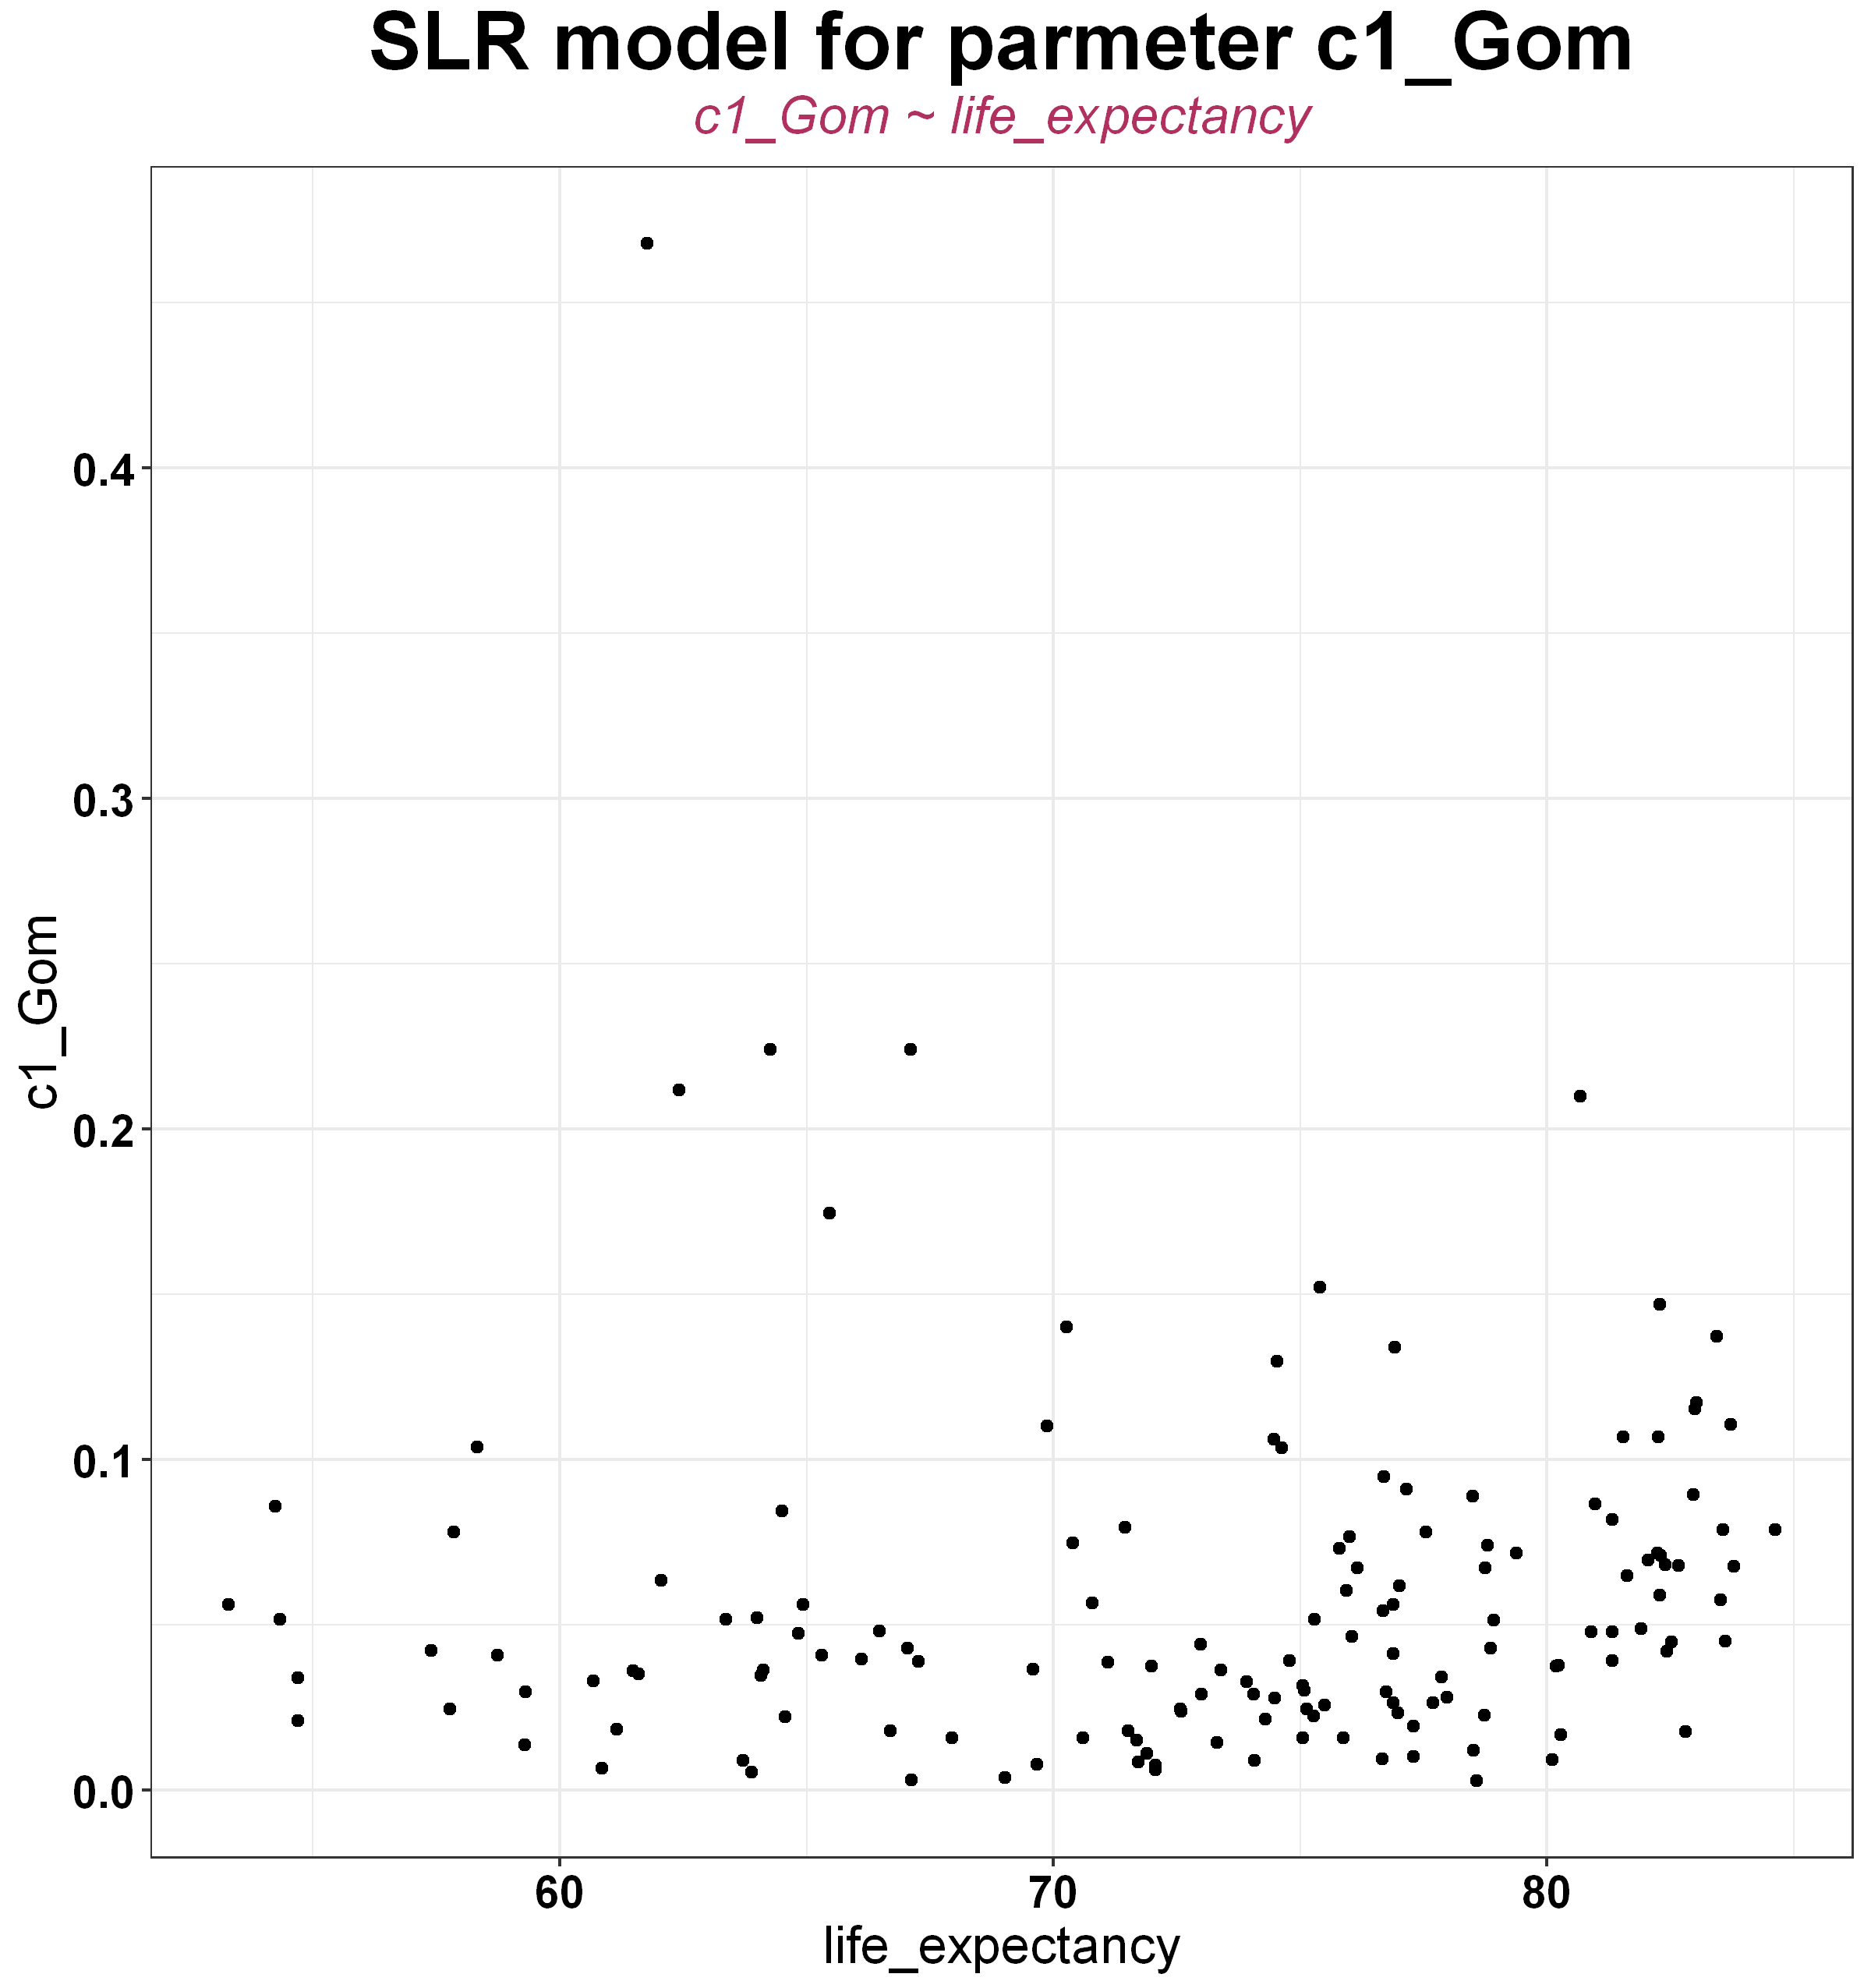 SLR model for parmeter c1_Gom
c1_Gom ~ life_expectancy
c1_Gom
0.4
0.3
0.2
0.1
0.0
60 70 80
life_expectancy